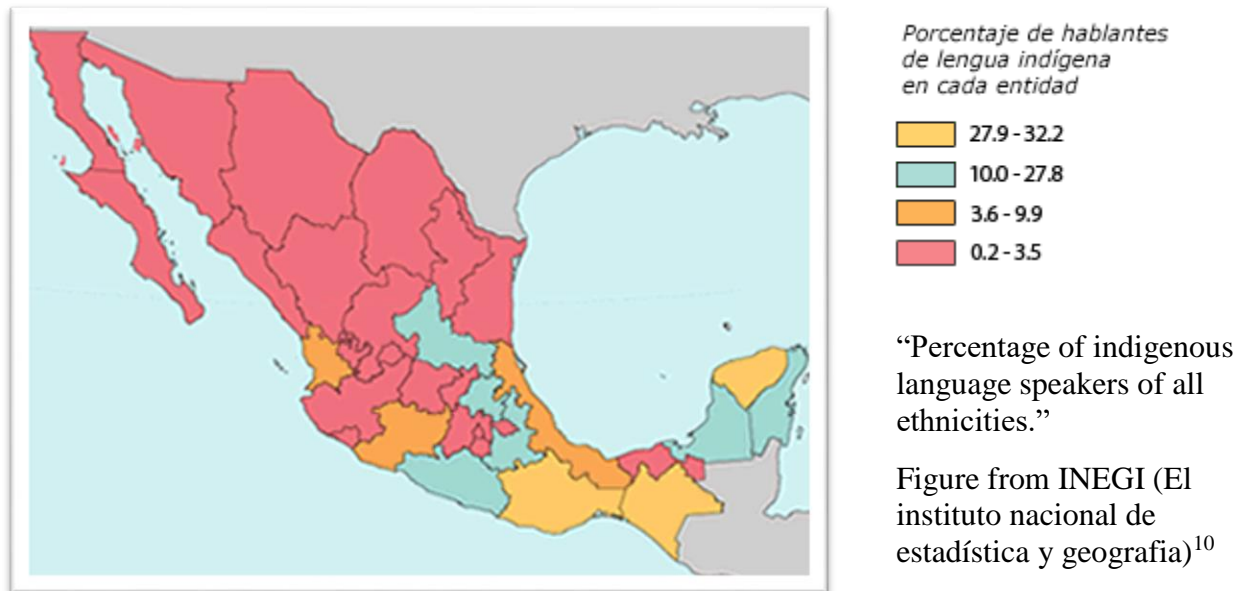 Porcentaje de hablantes
de lengua indígena
en cada entidad
27.9 - 32.2
10.0 - 27.8
3.6 - 9.9
0.2 - 3.5
“Percentage of indigenous
language speakers of all
ethnicities.”
Figure from INEGI (El
instituto nacional de
estadística y geografia)10